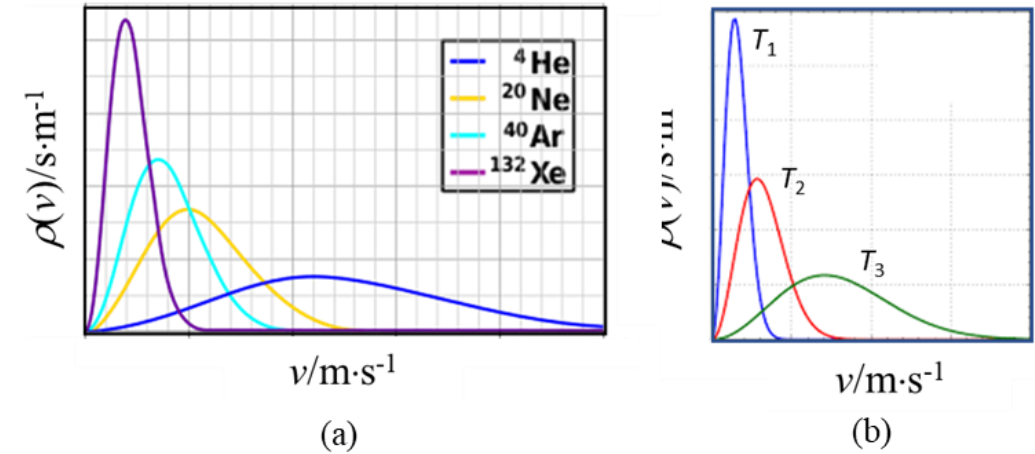 ⁴He
²⁰Ne
⁴⁰Ar
¹³²Xe
ρ(v)/s·m⁻¹
v/m·s⁻¹
(a)
T₁
T₂
T₃
v/m·s⁻¹
(b)